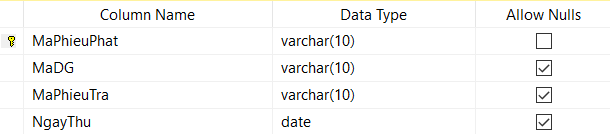 Column Name Data Type Allow Nulls
MaPhieuPhat varchar(10)
MaDG varchar(10)
MaPhieuTra varchar(10)
NgayThu date